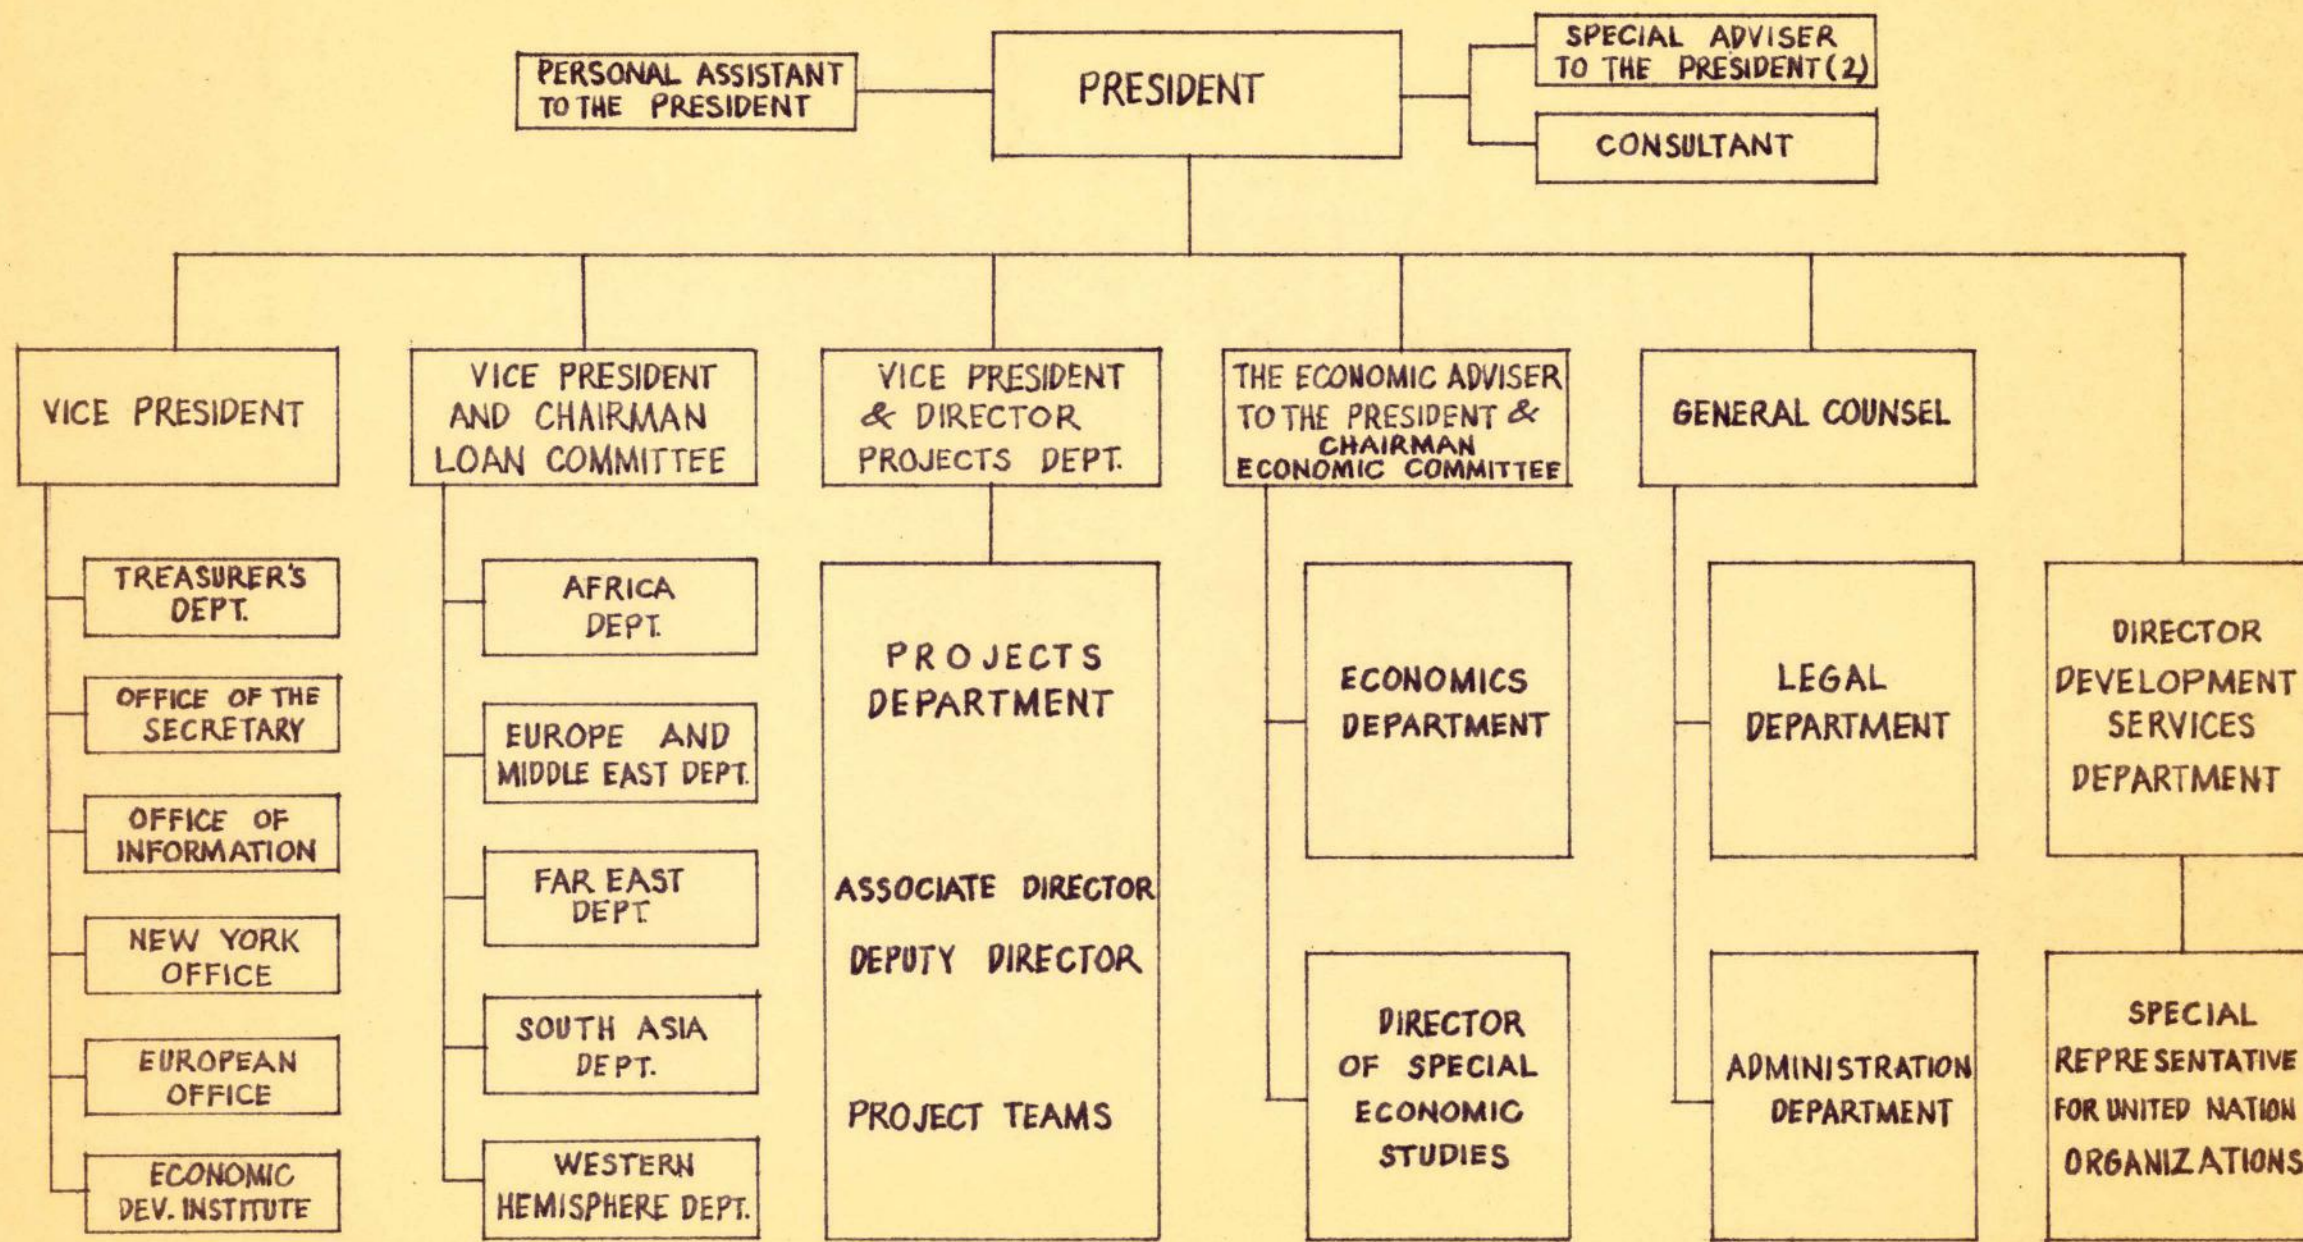 PERSONAL ASSISTANT
TO THE PRESIDENT
PRESIDENT
SPECIAL ADVISER
TO THE PRESIDENT (2)
CONSULTANT
VICE PRESIDENT
VICE PRESIDENT
AND CHAIRMAN
LOAN COMMITTEE
VICE PRESIDENT
& DIRECTOR
PROJECTS DEPT.
THE ECONOMIC ADVISER
TO THE PRESIDENT &
CHAIRMAN
ECONOMIC COMMITTEE
GENERAL COUNSEL
TREASURER'S
DEPT.
OFFICE OF THE
SECRETARY
OFFICE OF
INFORMATION
NEW YORK
OFFICE
EUROPEAN
OFFICE
ECONOMIC
DEV. INSTITUTE
AFRICA
DEPT.
EUROPE AND
MIDDLE EAST DEPT.
FAR EAST
DEPT.
SOUTH ASIA
DEPT.
WESTERN
HEMISPHERE DEPT.
PROJECTS
DEPARTMENT
ASSOCIATE DIRECTOR
DEPUTY DIRECTOR
PROJECT TEAMS
ECONOMICS
DEPARTMENT
DIRECTOR
OF SPECIAL
ECONOMIC
STUDIES
LEGAL
DEPARTMENT
ADMINISTRATION
DEPARTMENT
DIRECTOR
DEVELOPMENT
SERVICES
DEPARTMENT
SPECIAL
REPRESENTATIVE
FOR UNITED NATION
ORGANIZATIONS